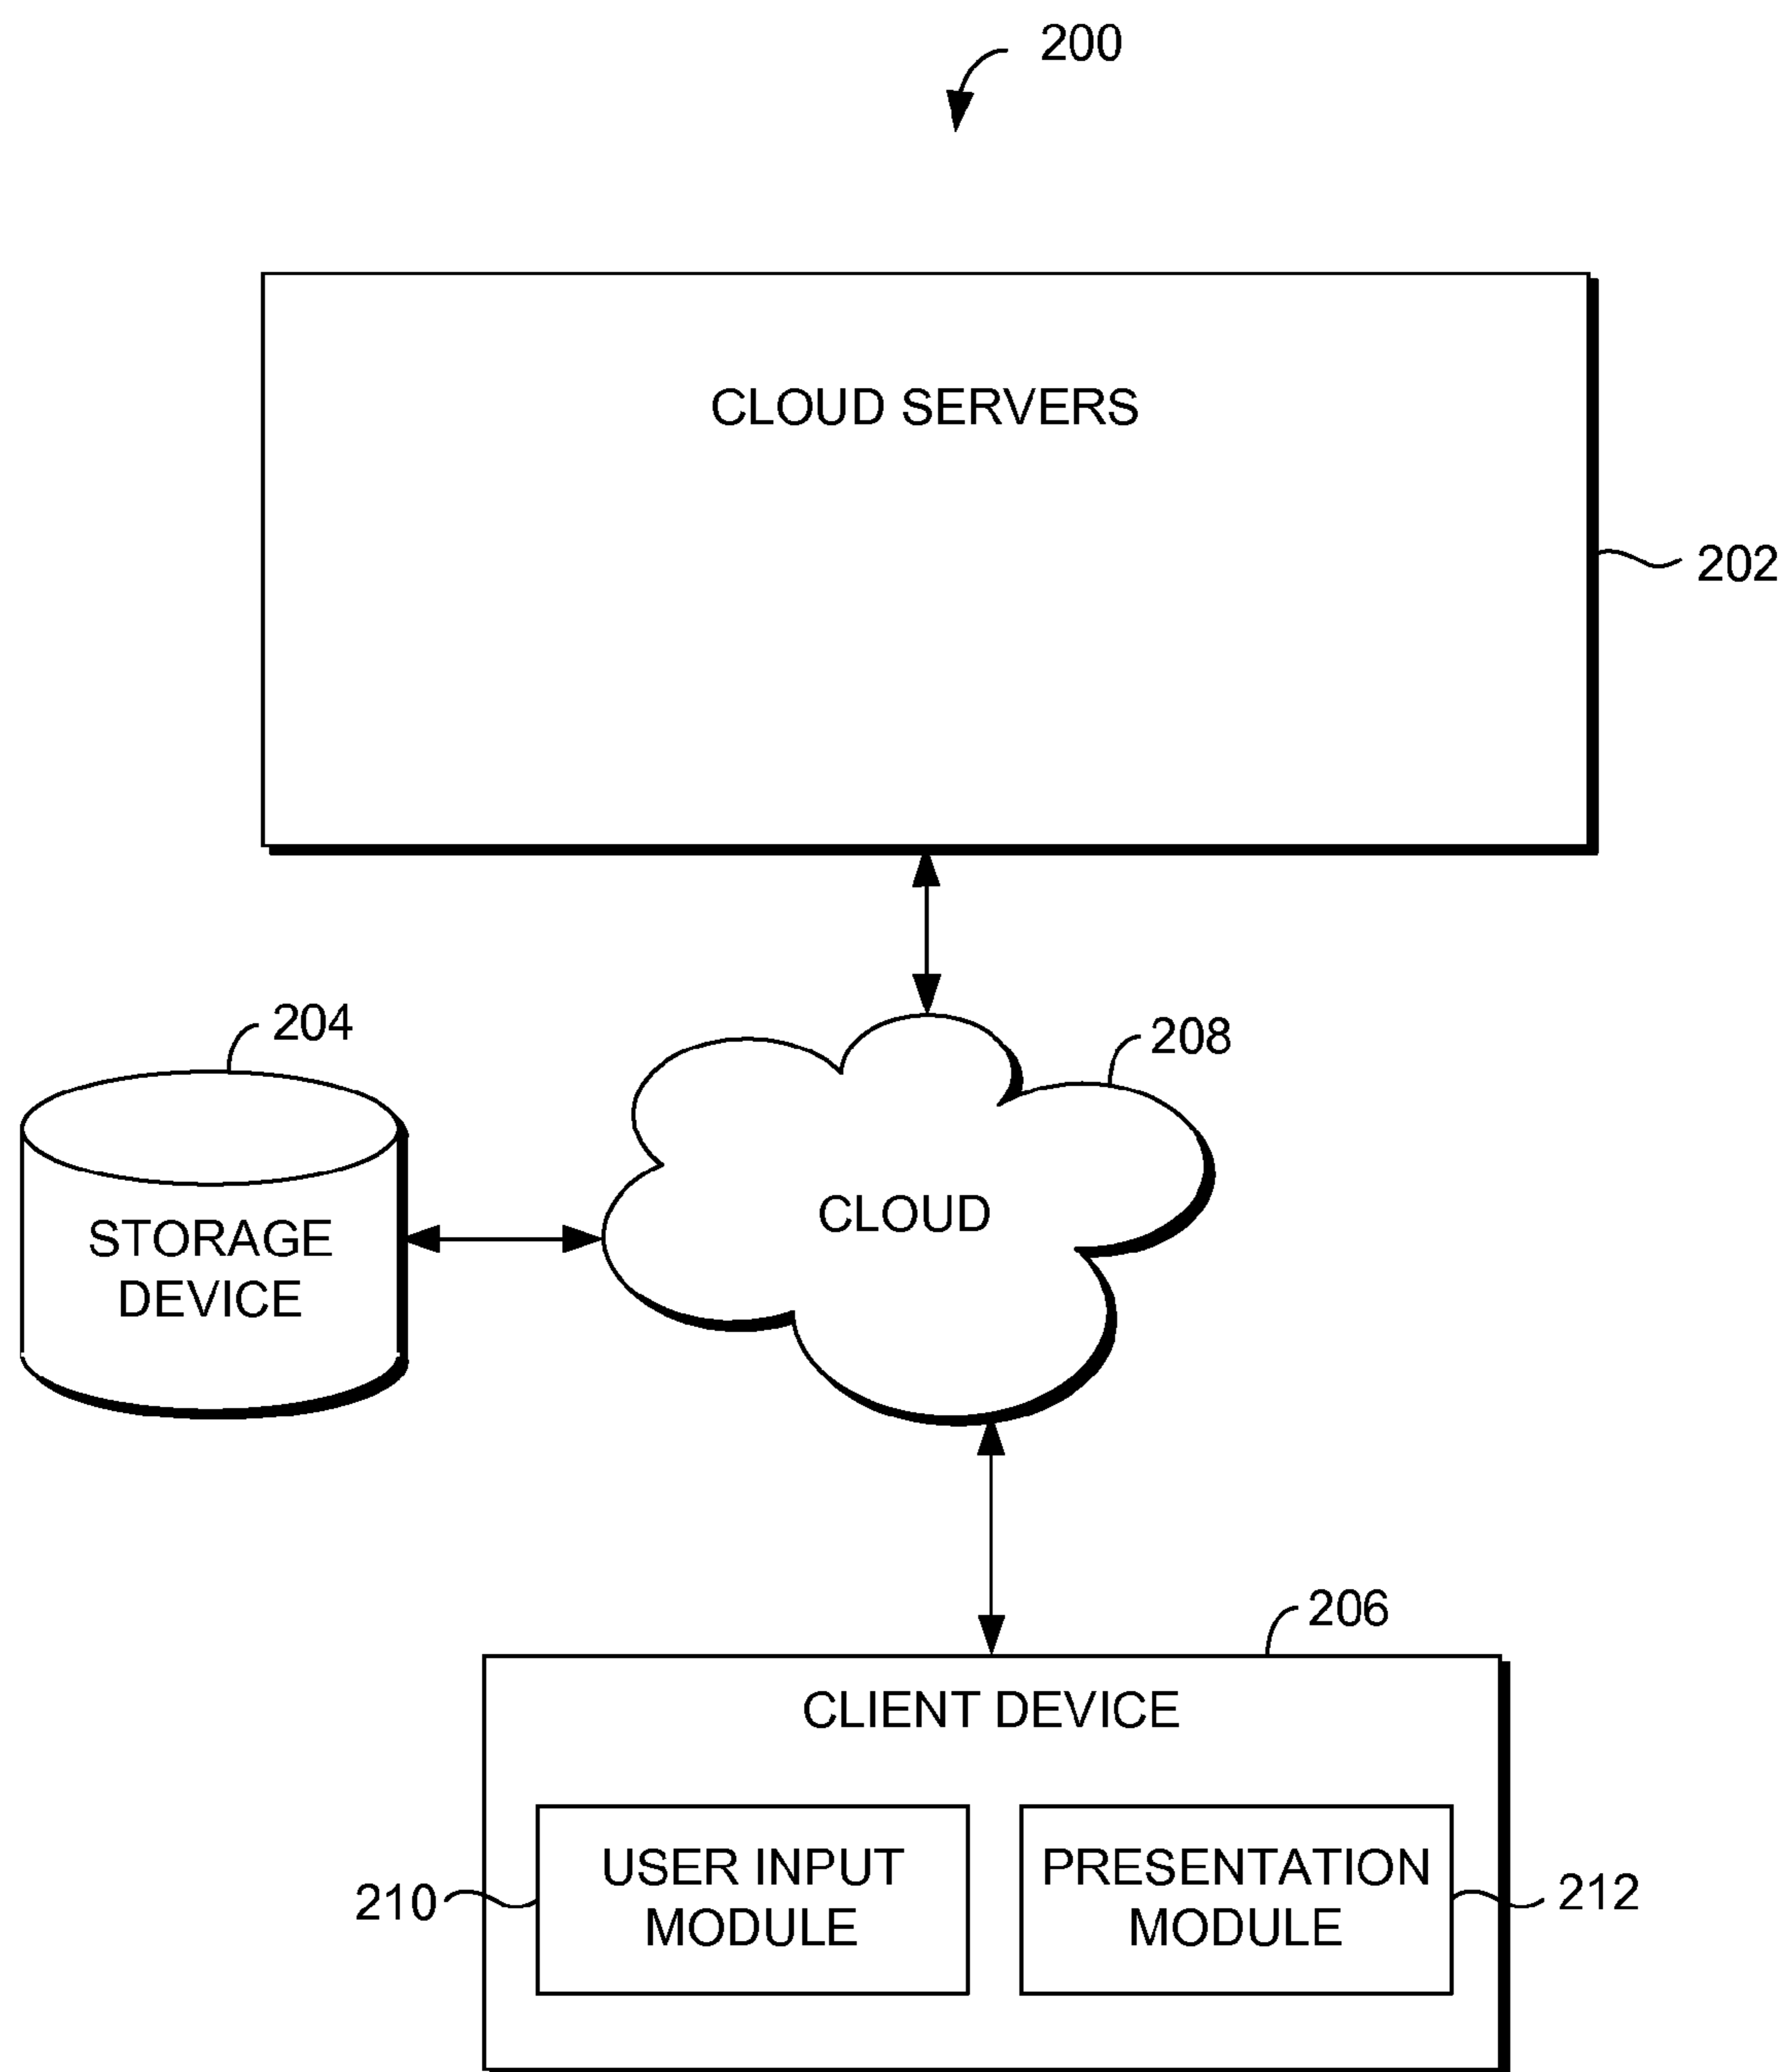 200
CLOUD SERVERS
202
204
208
STORAGE
DEVICE
CLOUD
206
CLIENT DEVICE
210
USER INPUT
MODULE
PRESENTATION
MODULE
212